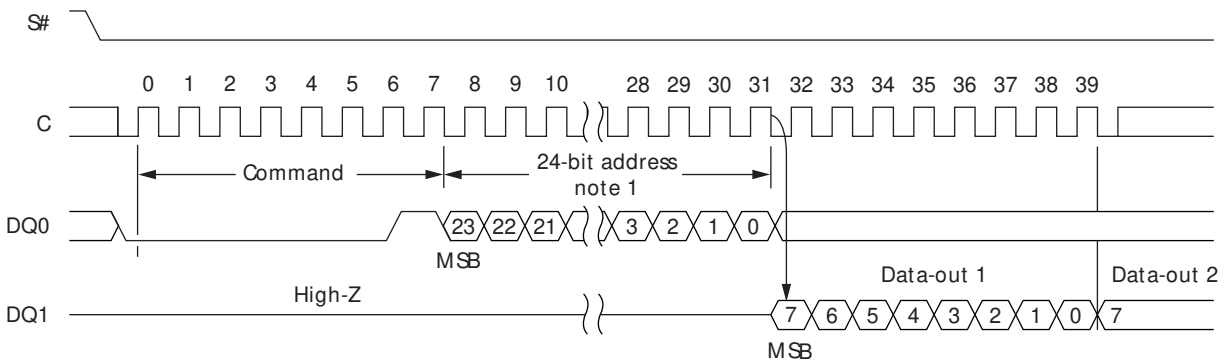 S#
0 1 2 3 4 5 6 7 8 9 10 28 29 30 31 32 33 34 35 36 37 38 39
C
Command
24-bit address
note 1
DQ0
23 22 21 3 2 1 0
MSB
Data-out 1
Data-out 2
High-Z
DQ1
7 6 5 4 3 2 1 0 7
MSB